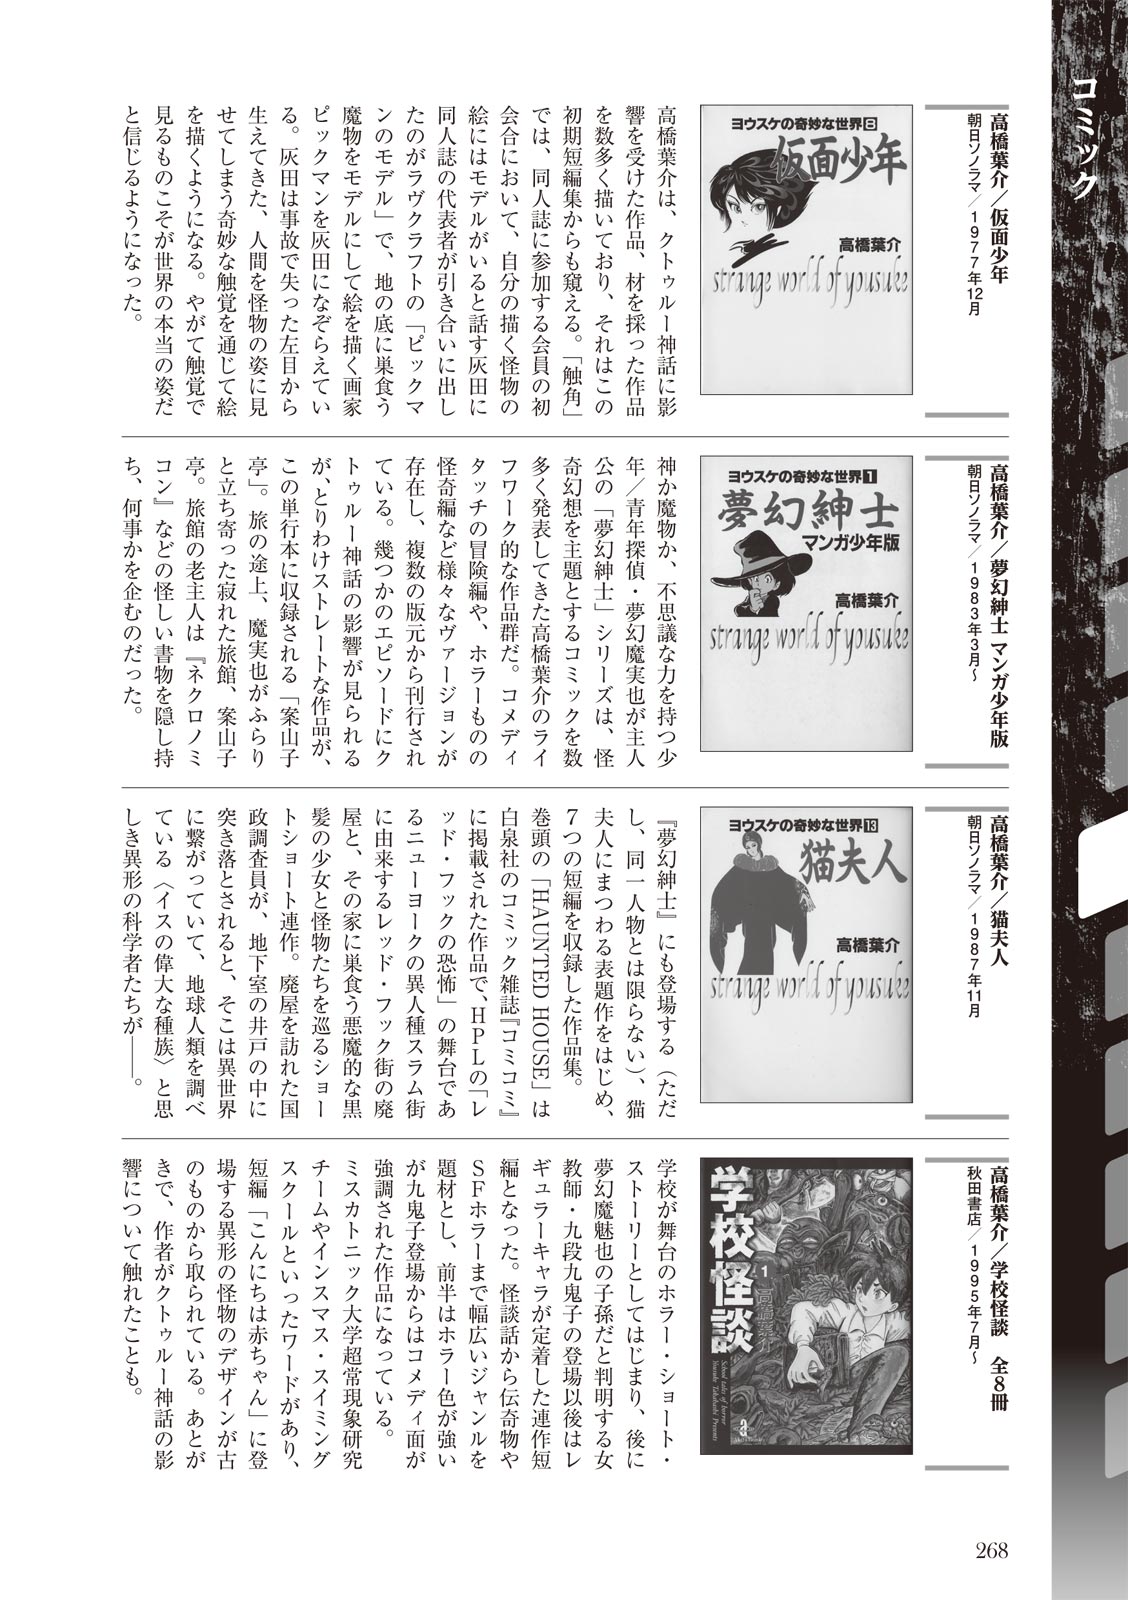 コミック
高橋葉介／仮面少年
朝日ソノラマ／1977年12月
ヨウスケの奇妙な世界8
仮面少年
高橋葉介
strange world of yousuke
高橋葉介は、クトゥルー神話に影
響を受けた作品、材を採った作品
を数多く描いており、それはこの
初期短編集からも窺える。「触角」
では、同人誌に参加する会員の初
会合において、自分の描く怪物の
絵にはモデルがいると話す灰田に
同人誌の代表者が引き合いに出し
たのがラヴクラフトの「ピックマ
ンのモデル」で、地の底に巣食う
魔物をモデルにして絵を描く画家
ピックマンを灰田になぞらえてい
る。灰田は事故で失った左目から
生えてきた、人間を怪物の姿に見
せてしまう奇妙な触覚を通じて絵
を描くようになる。やがて触覚で
見るものこそが世界の本当の姿だ
と信じるようになった。
高橋葉介／夢幻紳士 マンガ少年版
朝日ソノラマ／1983年3月～
ヨウスケの奇妙な世界1
夢幻紳士
マンガ少年版
高橋葉介
strange world of yousuke
神か魔物か、不思議な力を持つ少
年／青年探偵・夢幻魔実也が主人
公の「夢幻紳士」シリーズは、怪
奇幻想を主題とするコミックを数
多く発表してきた高橋葉介のライ
フワーク的な作品群だ。コメディ
タッチの冒険編や、ホラーものの
怪奇編など様々なヴァージョンが
存在し、複数の版元から刊行され
ている。幾つかのエピソードにク
トゥルー神話の影響が見られる
が、とりわけストレートな作品が、
この単行本に収録される「案山子
亭」。旅の途上、魔実也がふらり
と立ち寄った寂れた旅館、案山子
亭。旅館の老主人は『ネクロノミ
コン』などの怪しい書物を隠し持
ち、何事かを企むのだった。
高橋葉介／猫夫人
朝日ソノラマ／1987年11月
ヨウスケの奇妙な世界13
猫夫人
高橋葉介
strange world of yousuke
『夢幻紳士』にも登場する（ただ
し、同一人物とは限らない）、猫
夫人にまつわる表題作をはじめ、
7つの短編を収録した作品集。
巻頭の「HAUNTED HOUSE」は
白泉社のコミック雑誌『コミコミ』
に掲載された作品で、HPLの「レ
ッド・フックの恐怖」の舞台であ
るニューヨークの異人種スラム街
に由来するレッド・フック街の廃
屋と、その家に巣食う悪魔的な黒
髪の少女と怪物たちを巡るショー
トショート連作。廃屋を訪れた国
政調査員が、地下室の井戸の中に
突き落とされると、そこは異世界
に繋がっていて、地球人類を調べ
ている〈イスの偉大な種族〉と思
しき異形の科学者たちが――。
高橋葉介／学校怪談 全8冊
秋田書店／1995年7月～
学校怪談
1
高橋葉介
School tales of horror
Yousuke Takahashi Presents
学校が舞台のホラー・ショート・
ストーリーとしてはじまり、後に
夢幻魔魅也の子孫だと判明する女
教師・九段九鬼子の登場以後はレ
ギュラーキャラが定着した連作短
編となった。怪談話から伝奇物や
SFホラーまで幅広いジャンルを
題材とし、前半はホラー色が強い
が九鬼子登場からはコメディ面が
強調された作品になっている。
ミスカトニック大学超常現象研究
チームやインスマス・スイミング
スクールといったワードがあり、
短編「こんにちは赤ちゃん」に登
場する異形の怪物のデザインが古
のものから取られている。あとが
きで、作者がクトゥルー神話の影
響について触れたことも。
268